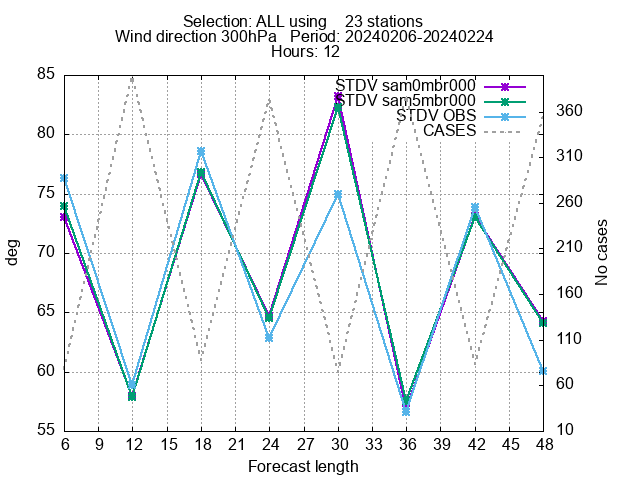 Selection: ALL using    23 stations
Wind direction 300hPa   Period: 20240206-20240224
Hours: 12
STDV sam0mbr000
STDV sam5mbr000
STDV OBS
CASES
85
80
75
70
65
60
55
deg
360
310
260
210
160
110
60
10
No cases
6 9 12 15 18 21 24 27 30 33 36 39 42 45 48
Forecast length